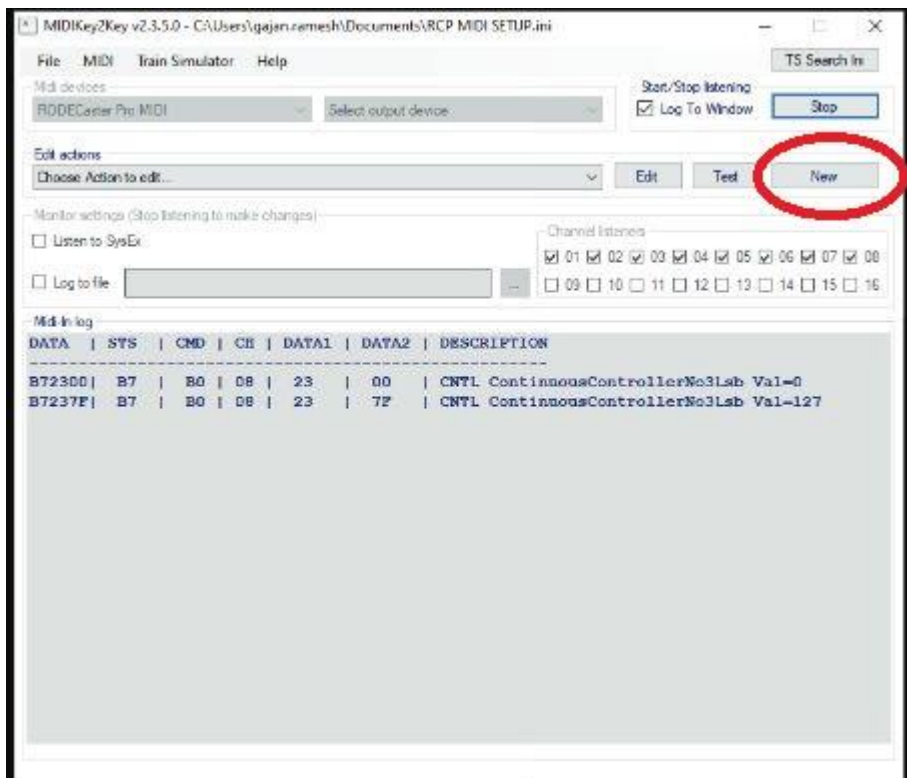 MIDIKey2Key v2.3.5.0 - C:\Users\gajan.ramesh\Documents\RCP MIDI SETUP.ini
File MIDI Train Simulator Help TS Search In
Midi devices Start/Stop listening
RODECaster Pro MIDI Select output device Log To Window Stop
Edit actions
Choose Action to edit... Edit Test New
Monitor settings (Stop listening to make changes)
Listen to SysEx Channel listeners
01 02 03 04 05 06 07 08
Log to file ... 09 10 11 12 13 14 15 16
Midi-In log
DATA | STS | CMD | CH | DATA1 | DATA2 | DESCRIPTION
B72300| B7 | B0 | 08 | 23 | 00 | CNTL ContinuousControllerNo3Lsb Val=0
B7237F| B7 | B0 | 08 | 23 | 7F | CNTL ContinuousControllerNo3Lsb Val=127